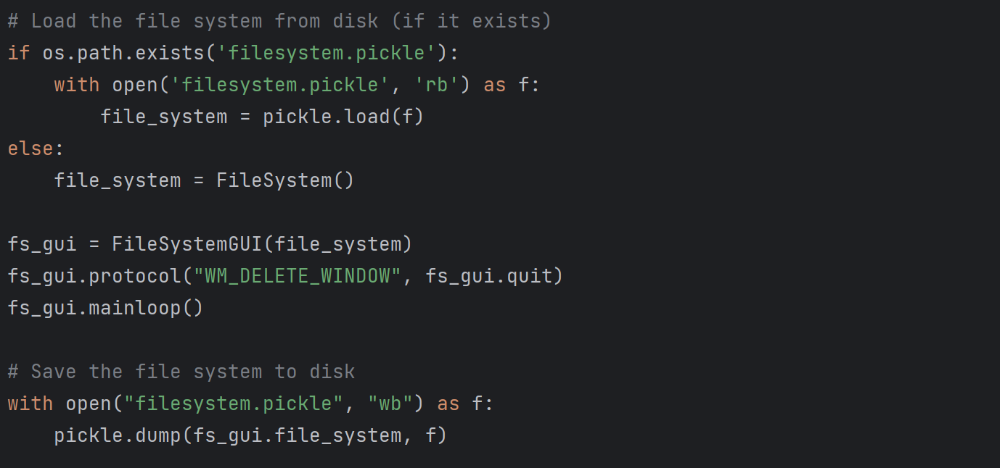 # Load the file system from disk (if it exists)
if os.path.exists('filesystem.pickle'):
    with open('filesystem.pickle', 'rb') as f:
        file_system = pickle.load(f)
else:
    file_system = FileSystem()

fs_gui = FileSystemGUI(file_system)
fs_gui.protocol("WM_DELETE_WINDOW", fs_gui.quit)
fs_gui.mainloop()

# Save the file system to disk
with open("filesystem.pickle", "wb") as f:
    pickle.dump(fs_gui.file_system, f)